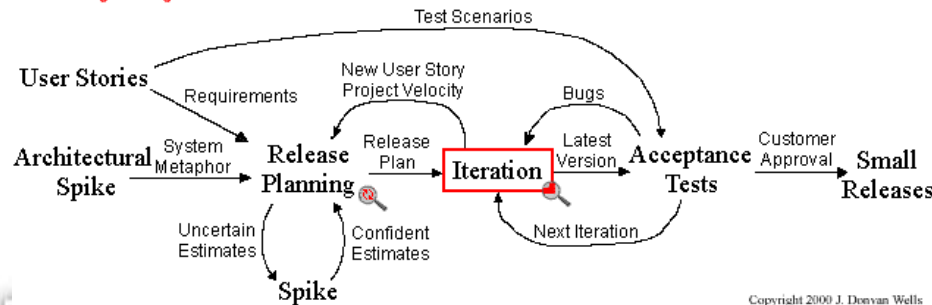 Test Scenarios
User Stories
New User Story
Project Velocity
Bugs
Requirements
Architectural
Spike
System
Metaphor
Release
Planning
Release
Plan
Iteration
Latest
Version
Acceptance
Tests
Customer
Approval
Small
Releases
Uncertain
Estimates
Confident
Estimates
Next Iteration
Spike
Copyright 2000 J. Donvan Wells